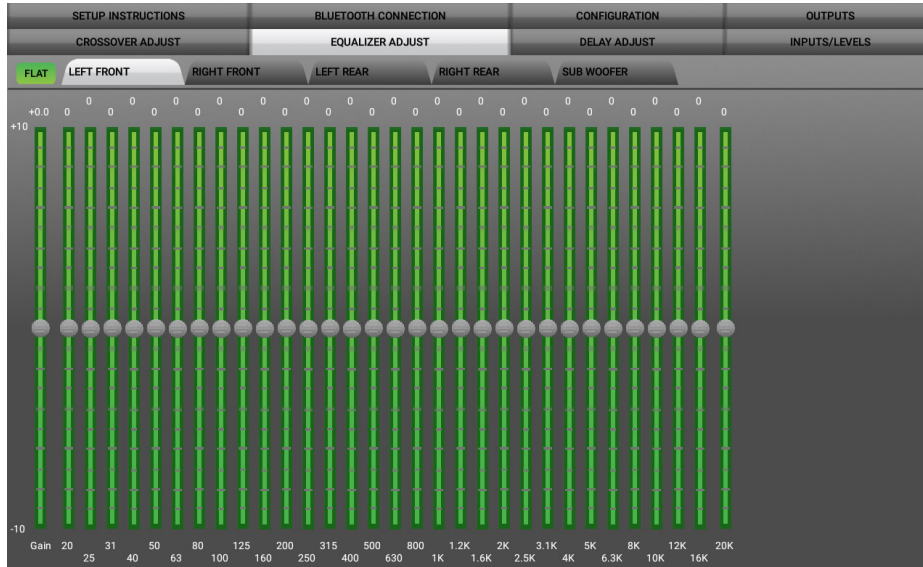 SETUP INSTRUCTIONS BLUETOOTH CONNECTION CONFIGURATION OUTPUTS
CROSSOVER ADJUST EQUALIZER ADJUST DELAY ADJUST INPUTS/LEVELS
FLAT LEFT FRONT RIGHT FRONT LEFT REAR RIGHT REAR SUB WOOFER
0 0 0 0 0 0 0 0 0 0 0 0 0 0 0
+0.0 0 0 0 0 0 0 0 0 0 0 0 0 0 0 0 0
+10
-10
Gain 20 31 50 80 125 200 315 500 800 1.2K 2K 3.1K 5K 8K 12K 20K
25 40 63 100 160 250 400 630 1K 1.6K 2.5K 4K 6.3K 10K 16K